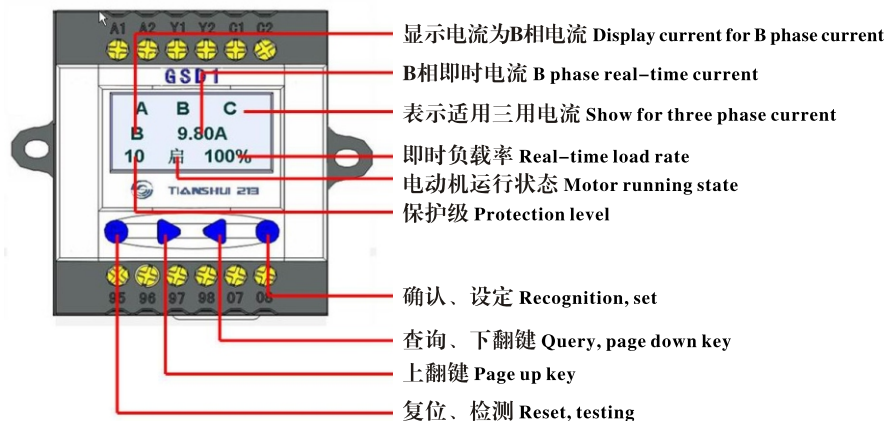 A1 A2 Y1 Y2 C1 C2
GSD1
A B C
B 9.80A
10 启 100%
TIANSHUI 213
95 96 97 98 07 08
显示电流为B相电流 Display current for B phase current
B相即时电流 B phase real-time current
表示适用三用电流 Show for three phase current
即时负载率 Real-time load rate
电动机运行状态 Motor running state
保护级 Protection level
确认、设定 Recognition, set
查询、下翻键 Query, page down key
上翻键 Page up key
复位、检测 Reset, testing